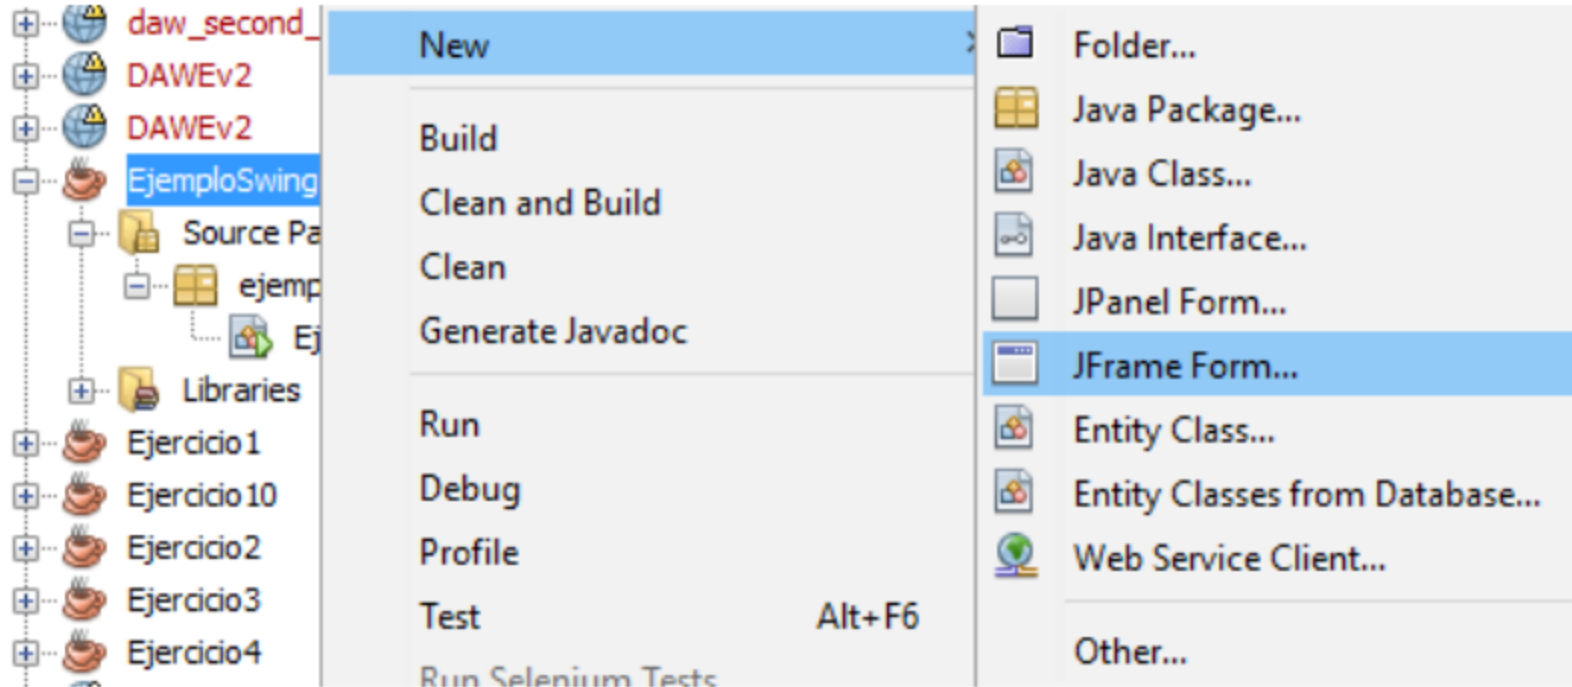 daw_second_
DAWEv2
DAWEv2
EjemploSwing
Source Pa
ejemp
Ej
Libraries
Ejercicio1
Ejercicio10
Ejercicio2
Ejercicio3
Ejercicio4
New
Build
Clean and Build
Clean
Generate Javadoc
Run
Debug
Profile
Test Alt+F6
Run Selenium Tests
Folder...
Java Package...
Java Class...
Java Interface...
JPanel Form...
JFrame Form...
Entity Class...
Entity Classes from Database...
Web Service Client...
Other...